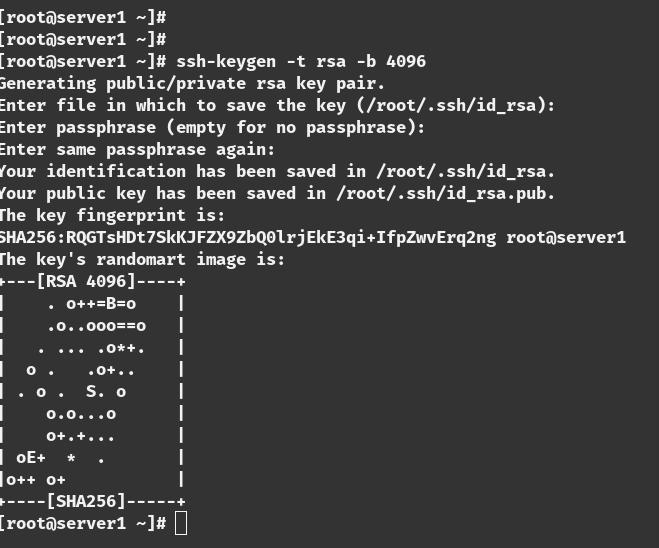 [root@server1 ~]#
[root@server1 ~]#
[root@server1 ~]# ssh-keygen -t rsa -b 4096
Generating public/private rsa key pair.
Enter file in which to save the key (/root/.ssh/id_rsa):
Enter passphrase (empty for no passphrase):
Enter same passphrase again:
Your identification has been saved in /root/.ssh/id_rsa.
Your public key has been saved in /root/.ssh/id_rsa.pub.
The key fingerprint is:
SHA256:RQGTsHDt7SkKJFZX9ZbQ0lrjEkE3qi+IfpZwvErq2ng root@server1
The key's randomart image is:
+---[RSA 4096]----+
|    . o++=B=o    |
|    .o..ooo==o   |
|   . ... .o*+.   |
|  o .   .o+..    |
| . o .  S. o     |
|    o.o...o      |
|    o+.+...      |
| oE+  *  .       |
|o++ o+           |
+----[SHA256]-----+
[root@server1 ~]#